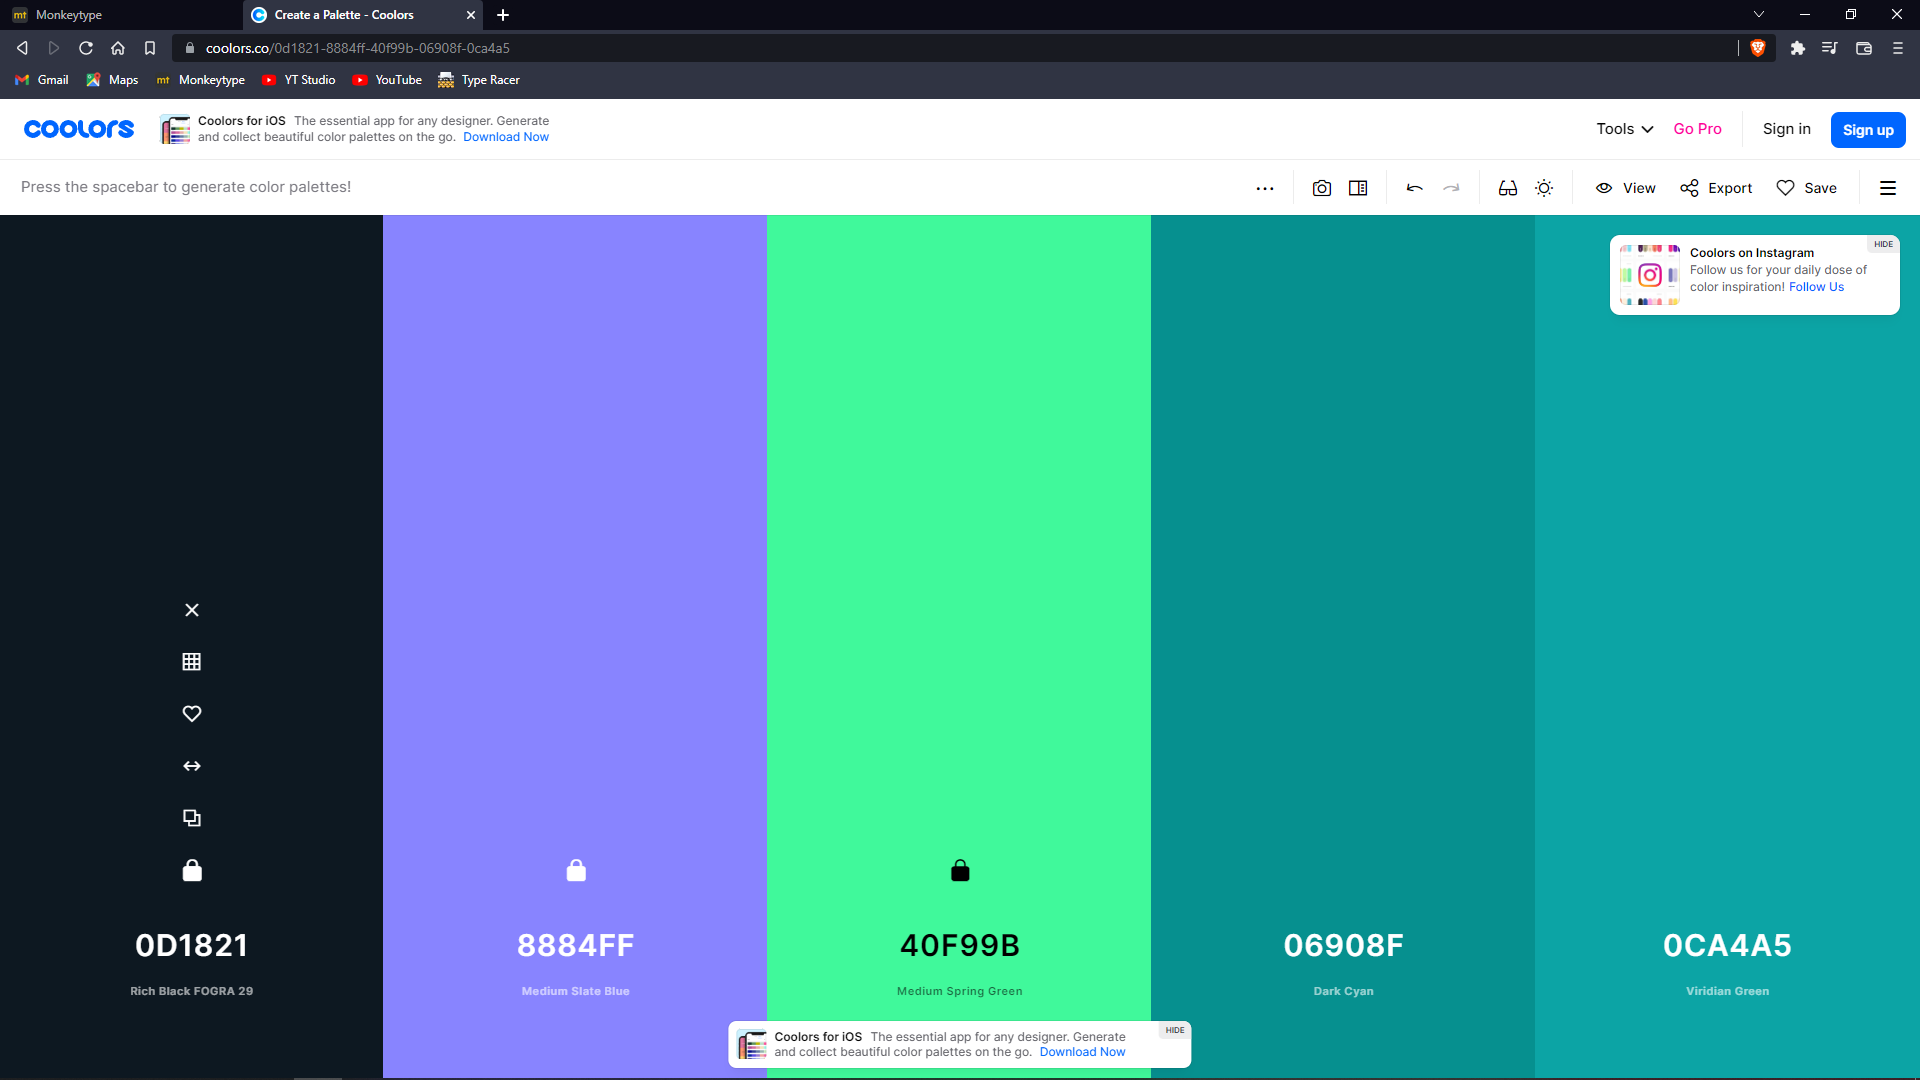 mt Monkeytype
Create a Palette - Coolors
coolors.co/0d1821-8884ff-40f99b-06908f-0ca4a5
Gmail Maps mt Monkeytype YT Studio YouTube Type Racer
coolors
Coolors for iOS The essential app for any designer. Generate
and collect beautiful color palettes on the go. Download Now
Tools Go Pro Sign in Sign up
Press the spacebar to generate color palettes!
View Export Save
HIDE
Coolors on Instagram
Follow us for your daily dose of
color inspiration! Follow Us
0D1821 8884FF 40F99B 06908F 0CA4A5
Rich Black FOGRA 29 Medium Slate Blue Medium Spring Green Dark Cyan Viridian Green
HIDE
Coolors for iOS The essential app for any designer. Generate
and collect beautiful color palettes on the go. Download Now